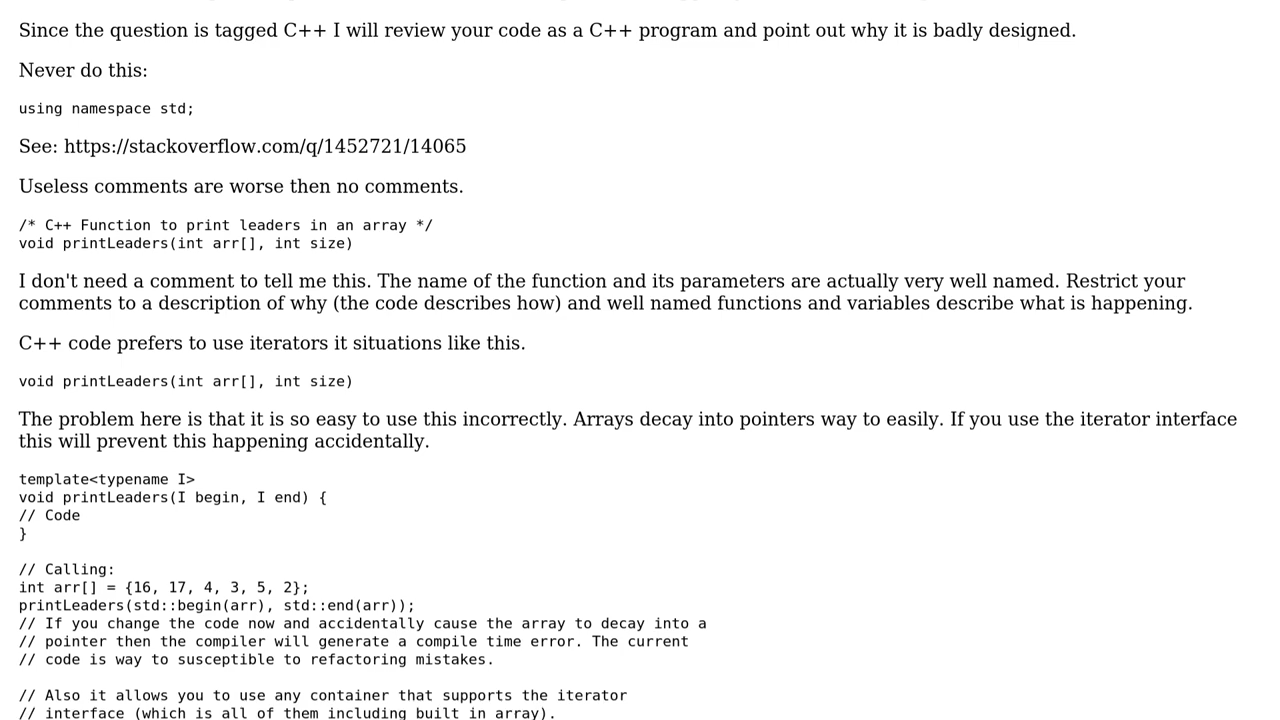 Since the question is tagged C++ I will review your code as a C++ program and point out why it is badly designed.
Never do this:
using namespace std;
See: https://stackoverflow.com/q/1452721/14065
Useless comments are worse then no comments.
/* C++ Function to print leaders in an array */
void printLeaders(int arr[], int size)
I don't need a comment to tell me this. The name of the function and its parameters are actually very well named. Restrict your
comments to a description of why (the code describes how) and well named functions and variables describe what is happening.
C++ code prefers to use iterators it situations like this.
void printLeaders(int arr[], int size)
The problem here is that it is so easy to use this incorrectly. Arrays decay into pointers way to easily. If you use the iterator interface
this will prevent this happening accidentally.
template<typename I>
void printLeaders(I begin, I end) {
// Code
}
// Calling:
int arr[] = {16, 17, 4, 3, 5, 2};
printLeaders(std::begin(arr), std::end(arr));
// If you change the code now and accidentally cause the array to decay into a
// pointer then the compiler will generate a compile time error. The current
// code is way to susceptible to refactoring mistakes.
// Also it allows you to use any container that supports the iterator
// interface (which is all of them including built in array).